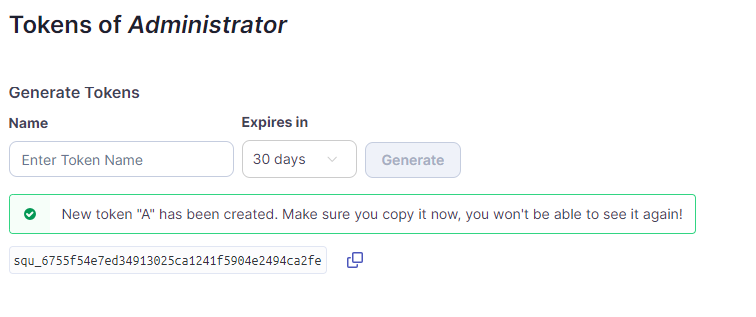 Tokens of Administrator
Generate Tokens
Name
Expires in
Enter Token Name
30 days
Generate
New token "A" has been created. Make sure you copy it now, you won't be able to see it again!
squ_6755f54e7ed34913025ca1241f5904e2494ca2fe